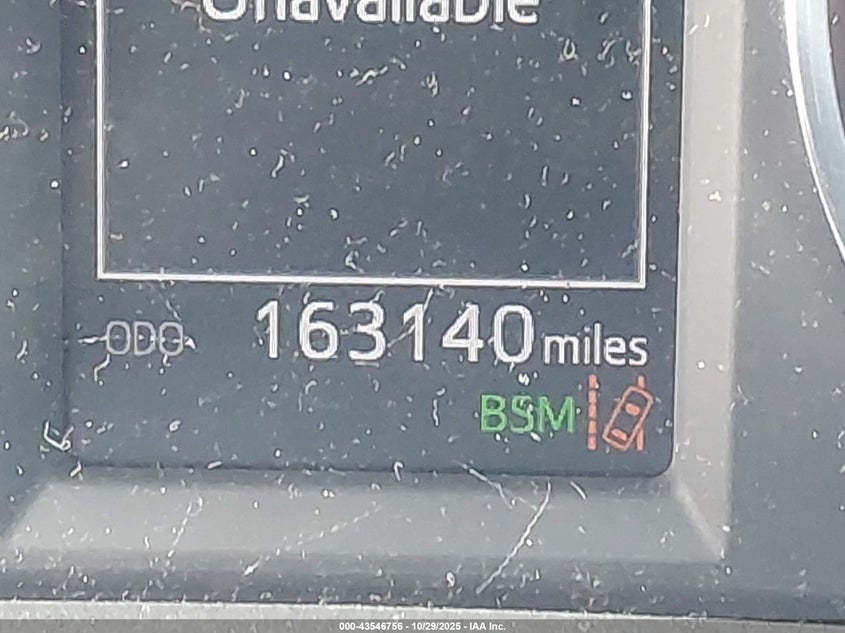 Unavailable
ODO 163140 miles
BSM
000-43546756 - 10/29/2025 - IAA Inc.